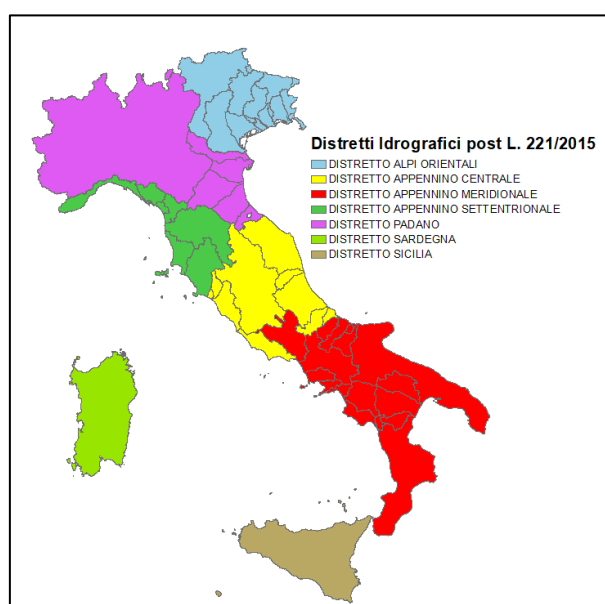 Distretti Idrografici post L. 221/2015
DISTRETTO ALPI ORIENTALI
DISTRETTO APPENNINO CENTRALE
DISTRETTO APPENNINO MERIDIONALE
DISTRETTO APPENNINO SETTENTRIONALE
DISTRETTO PADANO
DISTRETTO SARDEGNA
DISTRETTO SICILIA